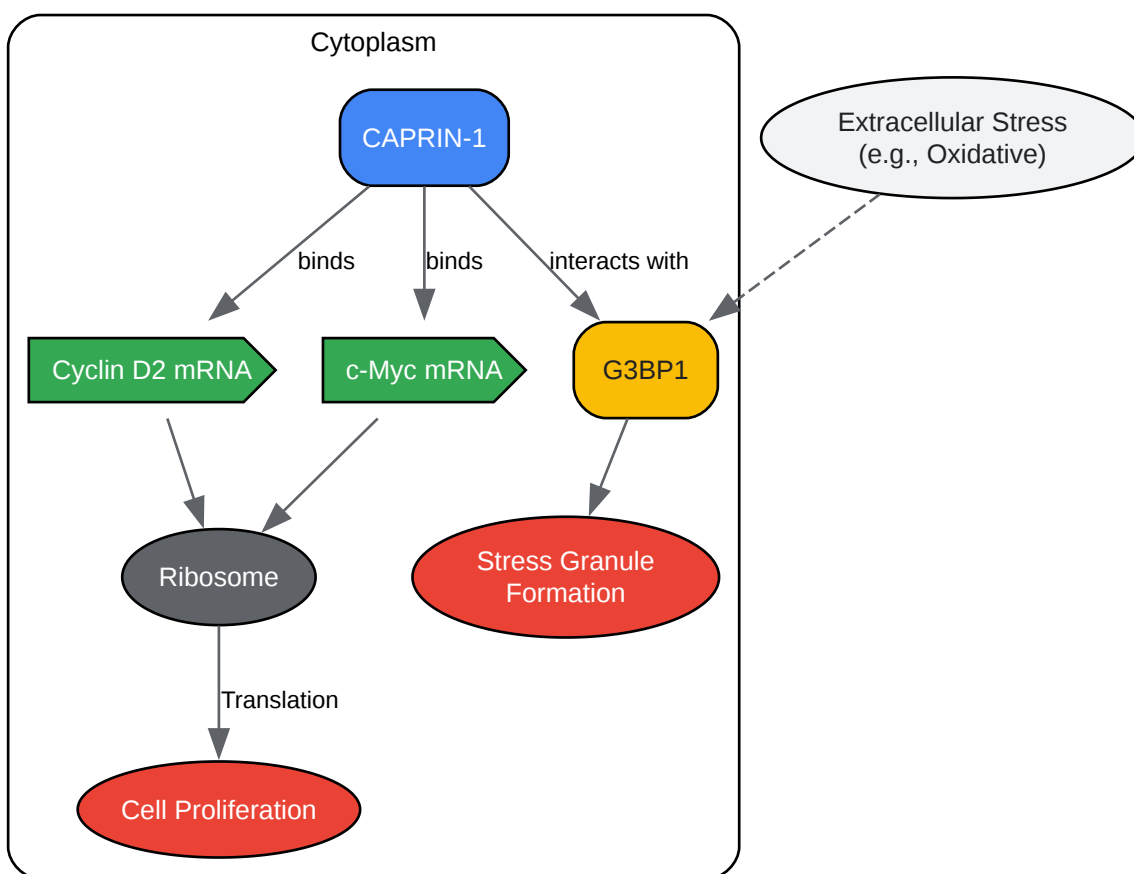 Cytoplasm
CAPRIN-1
Extracellular Stress
(e.g., Oxidative)
binds
binds
interacts with
Cyclin D2 mRNA
c-Myc mRNA
G3BP1
Ribosome
Stress Granule
Formation
Translation
Cell Proliferation